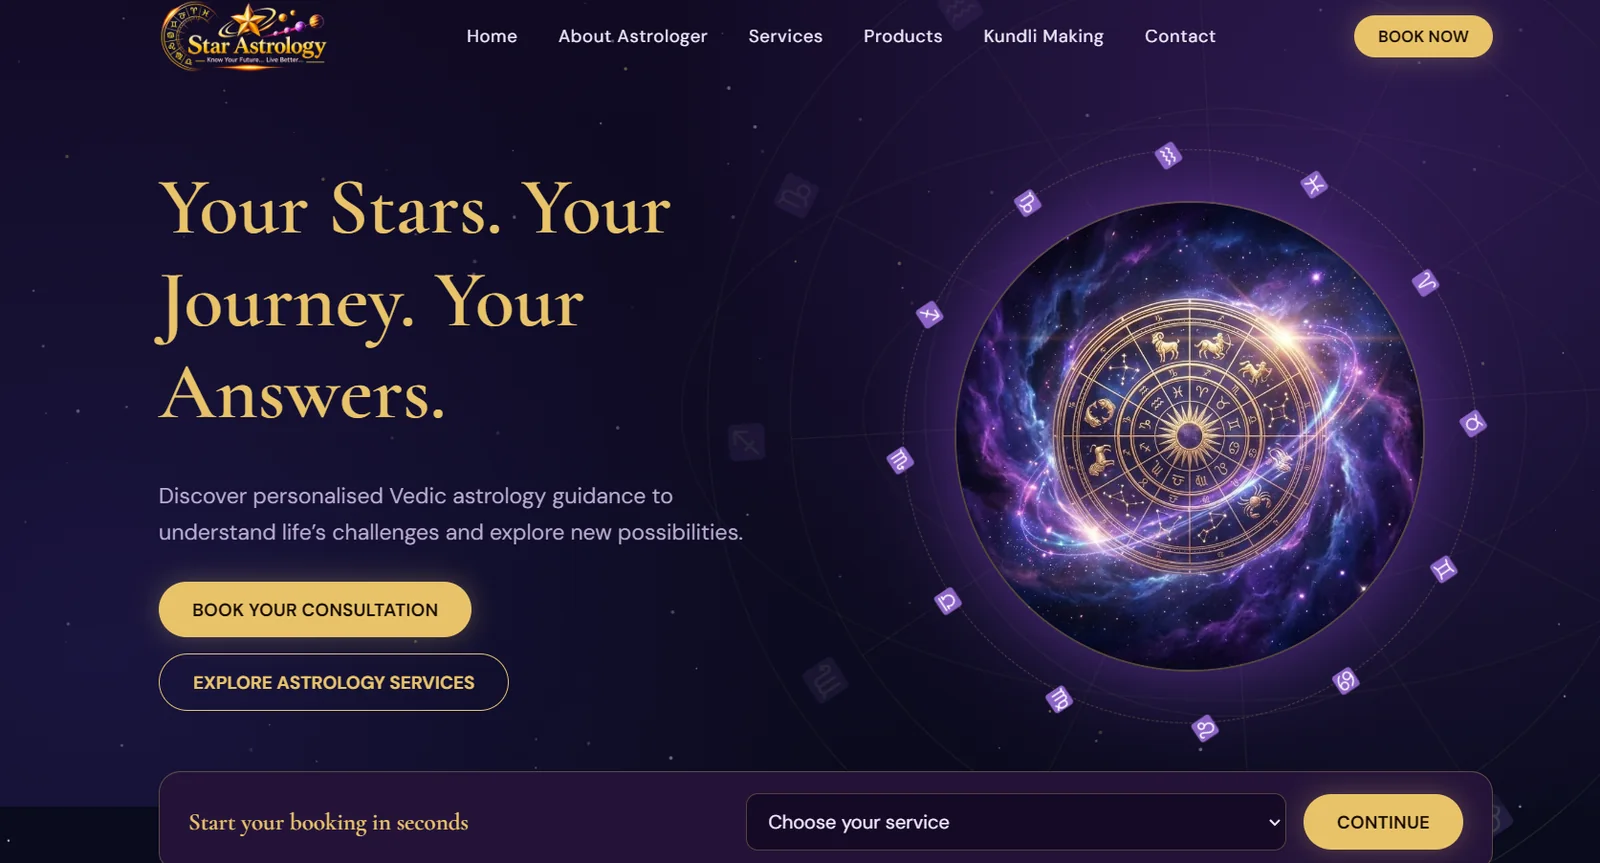 Star Astrology
Know Your Future... Live Better...
Home
About Astrologer
Services
Products
Kundli Making
Contact
BOOK NOW
Your Stars. Your
Journey. Your
Answers.
Discover personalised Vedic astrology guidance to
understand life’s challenges and explore new possibilities.
BOOK YOUR CONSULTATION
EXPLORE ASTROLOGY SERVICES
Start your booking in seconds
Choose your service
CONTINUE